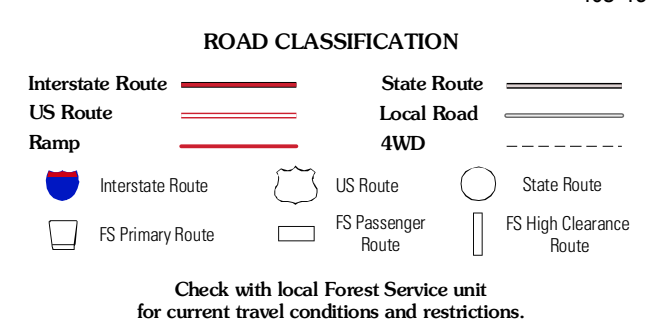 ROAD CLASSIFICATION
Interstate Route
State Route
US Route
Local Road
Ramp
4WD
Interstate Route
US Route
State Route
FS Primary Route
FS Passenger
Route
FS High Clearance
Route
Check with local Forest Service unit
for current travel conditions and restrictions.